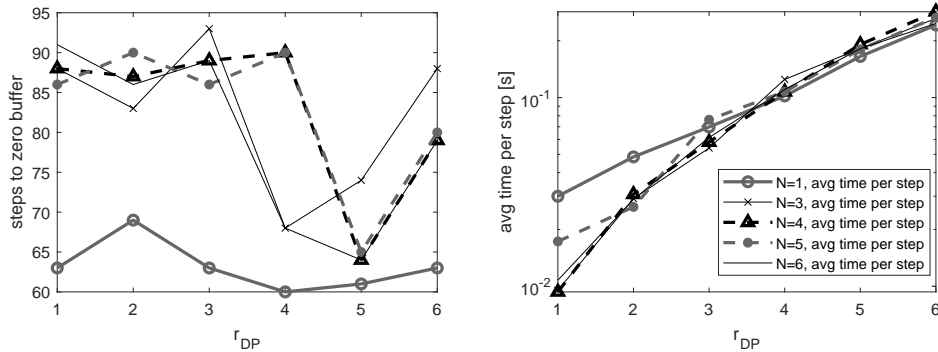 95
90
85
80
75
70
65
60
steps to zero buffer
1 2 3 4 5 6
r_DP
avg time per step [s]
10^-1
10^-2
N=1, avg time per step
N=3, avg time per step
N=4, avg time per step
N=5, avg time per step
N=6, avg time per step
1 2 3 4 5 6
r_DP